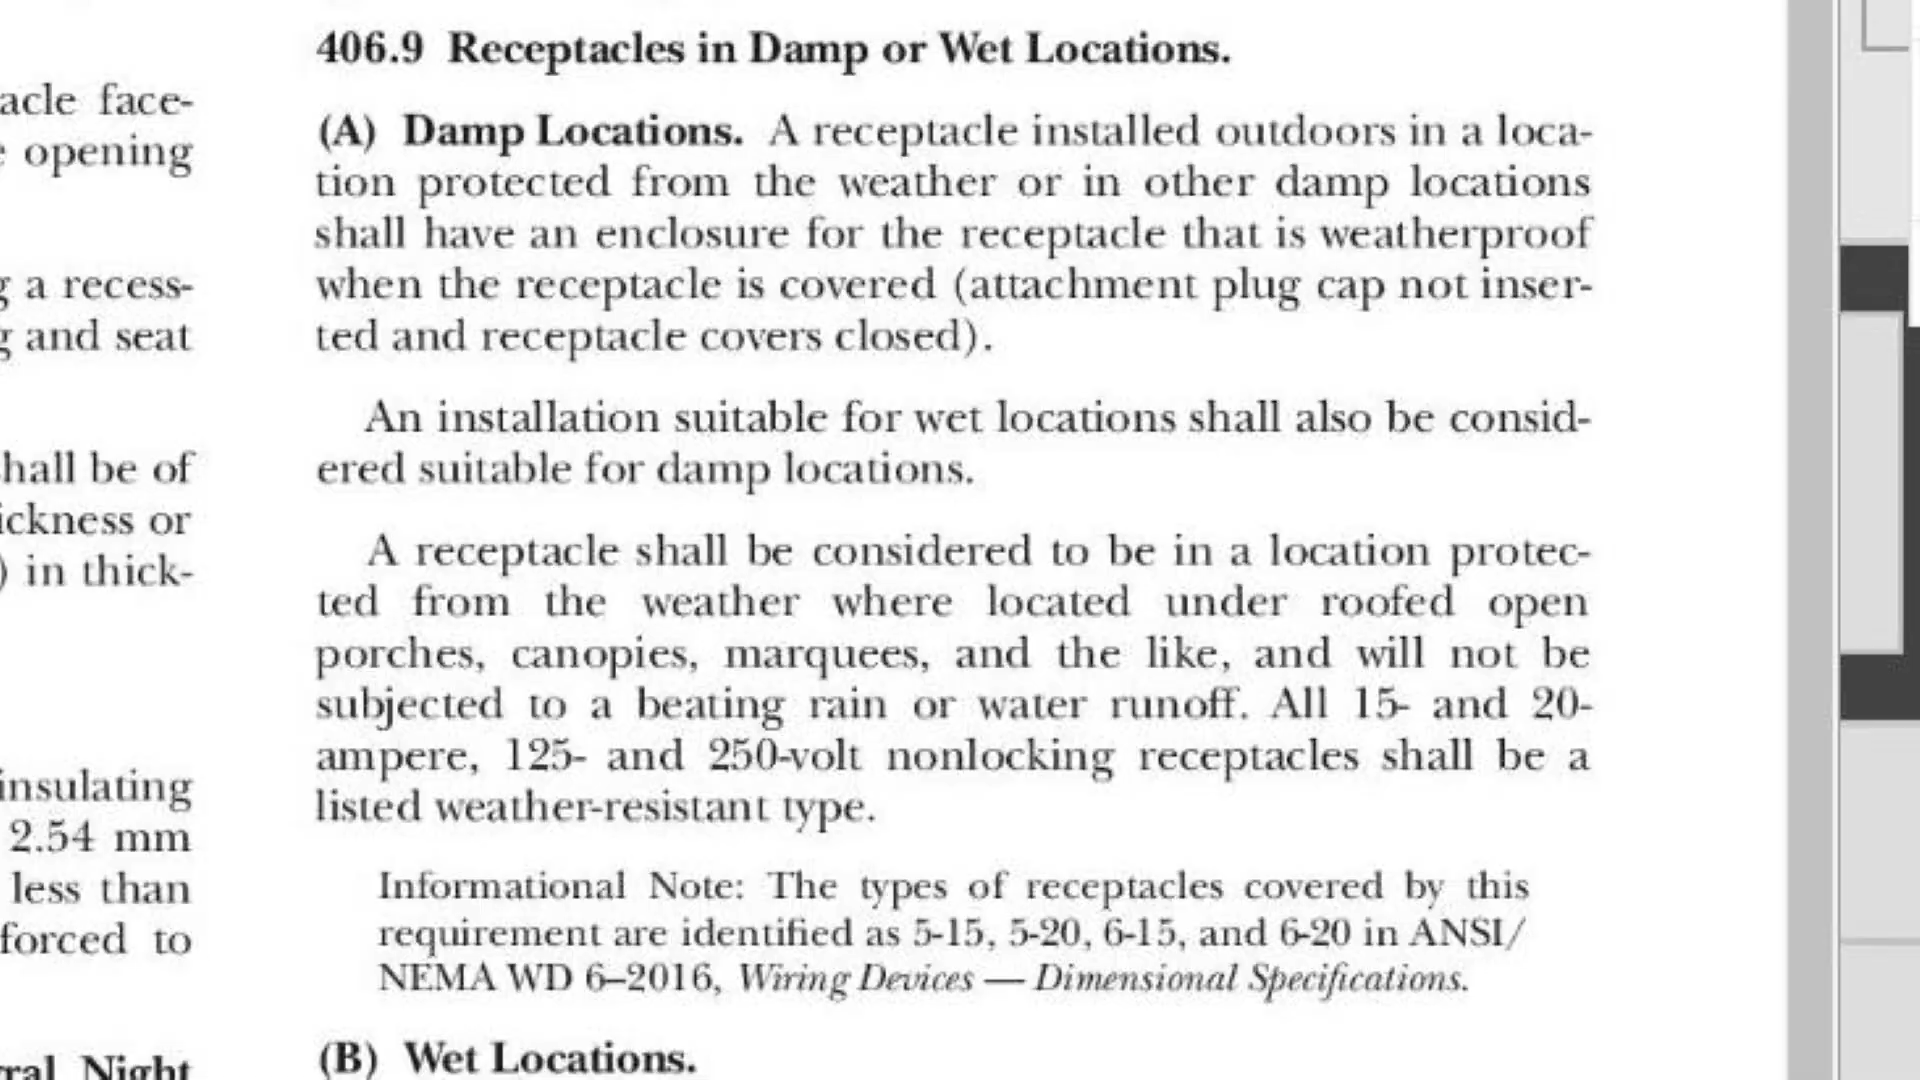 acle face-
opening
a recess-
and seat
shall be of
ickness or
) in thick-
insulating
2.54 mm
less than
forced to
Night
406.9 Receptacles in Damp or Wet Locations.
(A) Damp Locations. A receptacle installed outdoors in a loca-
tion protected from the weather or in other damp locations
shall have an enclosure for the receptacle that is weatherproof
when the receptacle is covered (attachment plug cap not inser-
ted and receptacle covers closed).
An installation suitable for wet locations shall also be consid-
ered suitable for damp locations.
A receptacle shall be considered to be in a location protec-
ted from the weather where located under roofed open
porches, canopies, marquees, and the like, and will not be
subjected to a beating rain or water runoff. All 15- and 20-
ampere, 125- and 250-volt nonlocking receptacles shall be a
listed weather-resistant type.
Informational Note: The types of receptacles covered by this
requirement are identified as 5-15, 5-20, 6-15, and 6-20 in ANSI/
NEMA WD 6–2016, Wiring Devices — Dimensional Specifications.
(B) Wet Locations.